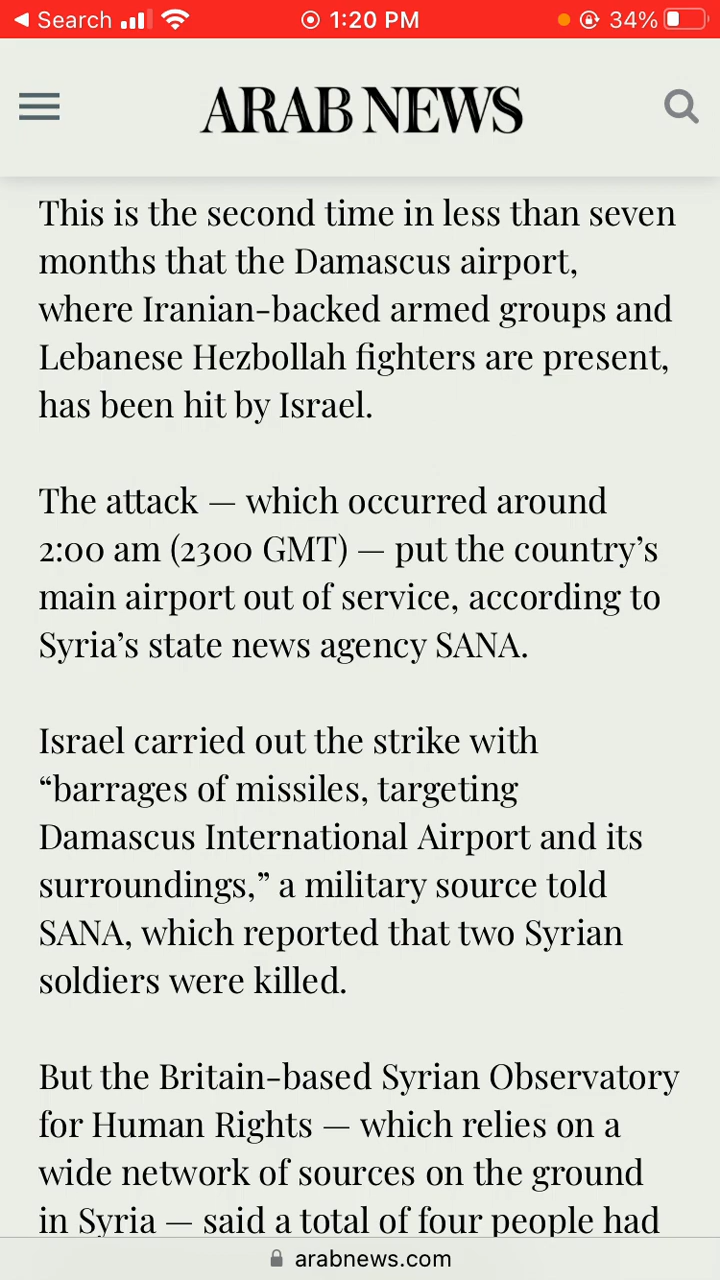 Search 1:20 PM 34%
ARAB NEWS
This is the second time in less than seven
months that the Damascus airport,
where Iranian-backed armed groups and
Lebanese Hezbollah fighters are present,
has been hit by Israel.
The attack — which occurred around
2:00 am (2300 GMT) — put the country’s
main airport out of service, according to
Syria’s state news agency SANA.
Israel carried out the strike with
“barrages of missiles, targeting
Damascus International Airport and its
surroundings,” a military source told
SANA, which reported that two Syrian
soldiers were killed.
But the Britain-based Syrian Observatory
for Human Rights — which relies on a
wide network of sources on the ground
in Syria — said a total of four people had
arabnews.com